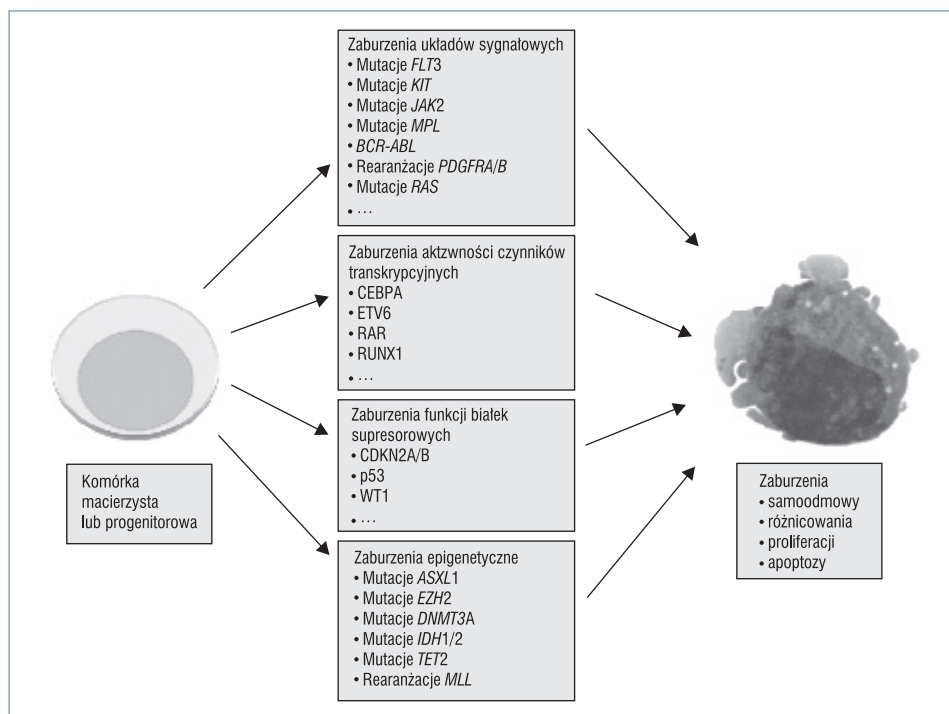 Zaburzenia układów sygnałowych
• Mutacje FLT3
• Mutacje KIT
• Mutacje JAK2
• Mutacje MPL
• BCR-ABL
• Rearanżacje PDGFRA/B
• Mutacje RAS
• ...
Zaburzenia aktzwności czynników
transkrypcyjnych
• CEBPA
• ETV6
• RAR
• RUNX1
• ...
Zaburzenia funkcji białek
supresorowych
• CDKN2A/B
• p53
• WT1
• ...
Zaburzenia epigenetyczne
• Mutacje ASXL1
• Mutacje EZH2
• Mutacje DNMT3A
• Mutacje IDH1/2
• Mutacje TET2
• Rearanżacje MLL
Komórka
macierzysta
lub progenitorowa
Zaburzenia
• samoodmowy
• różnicowania
• proliferacji
• apoptozy